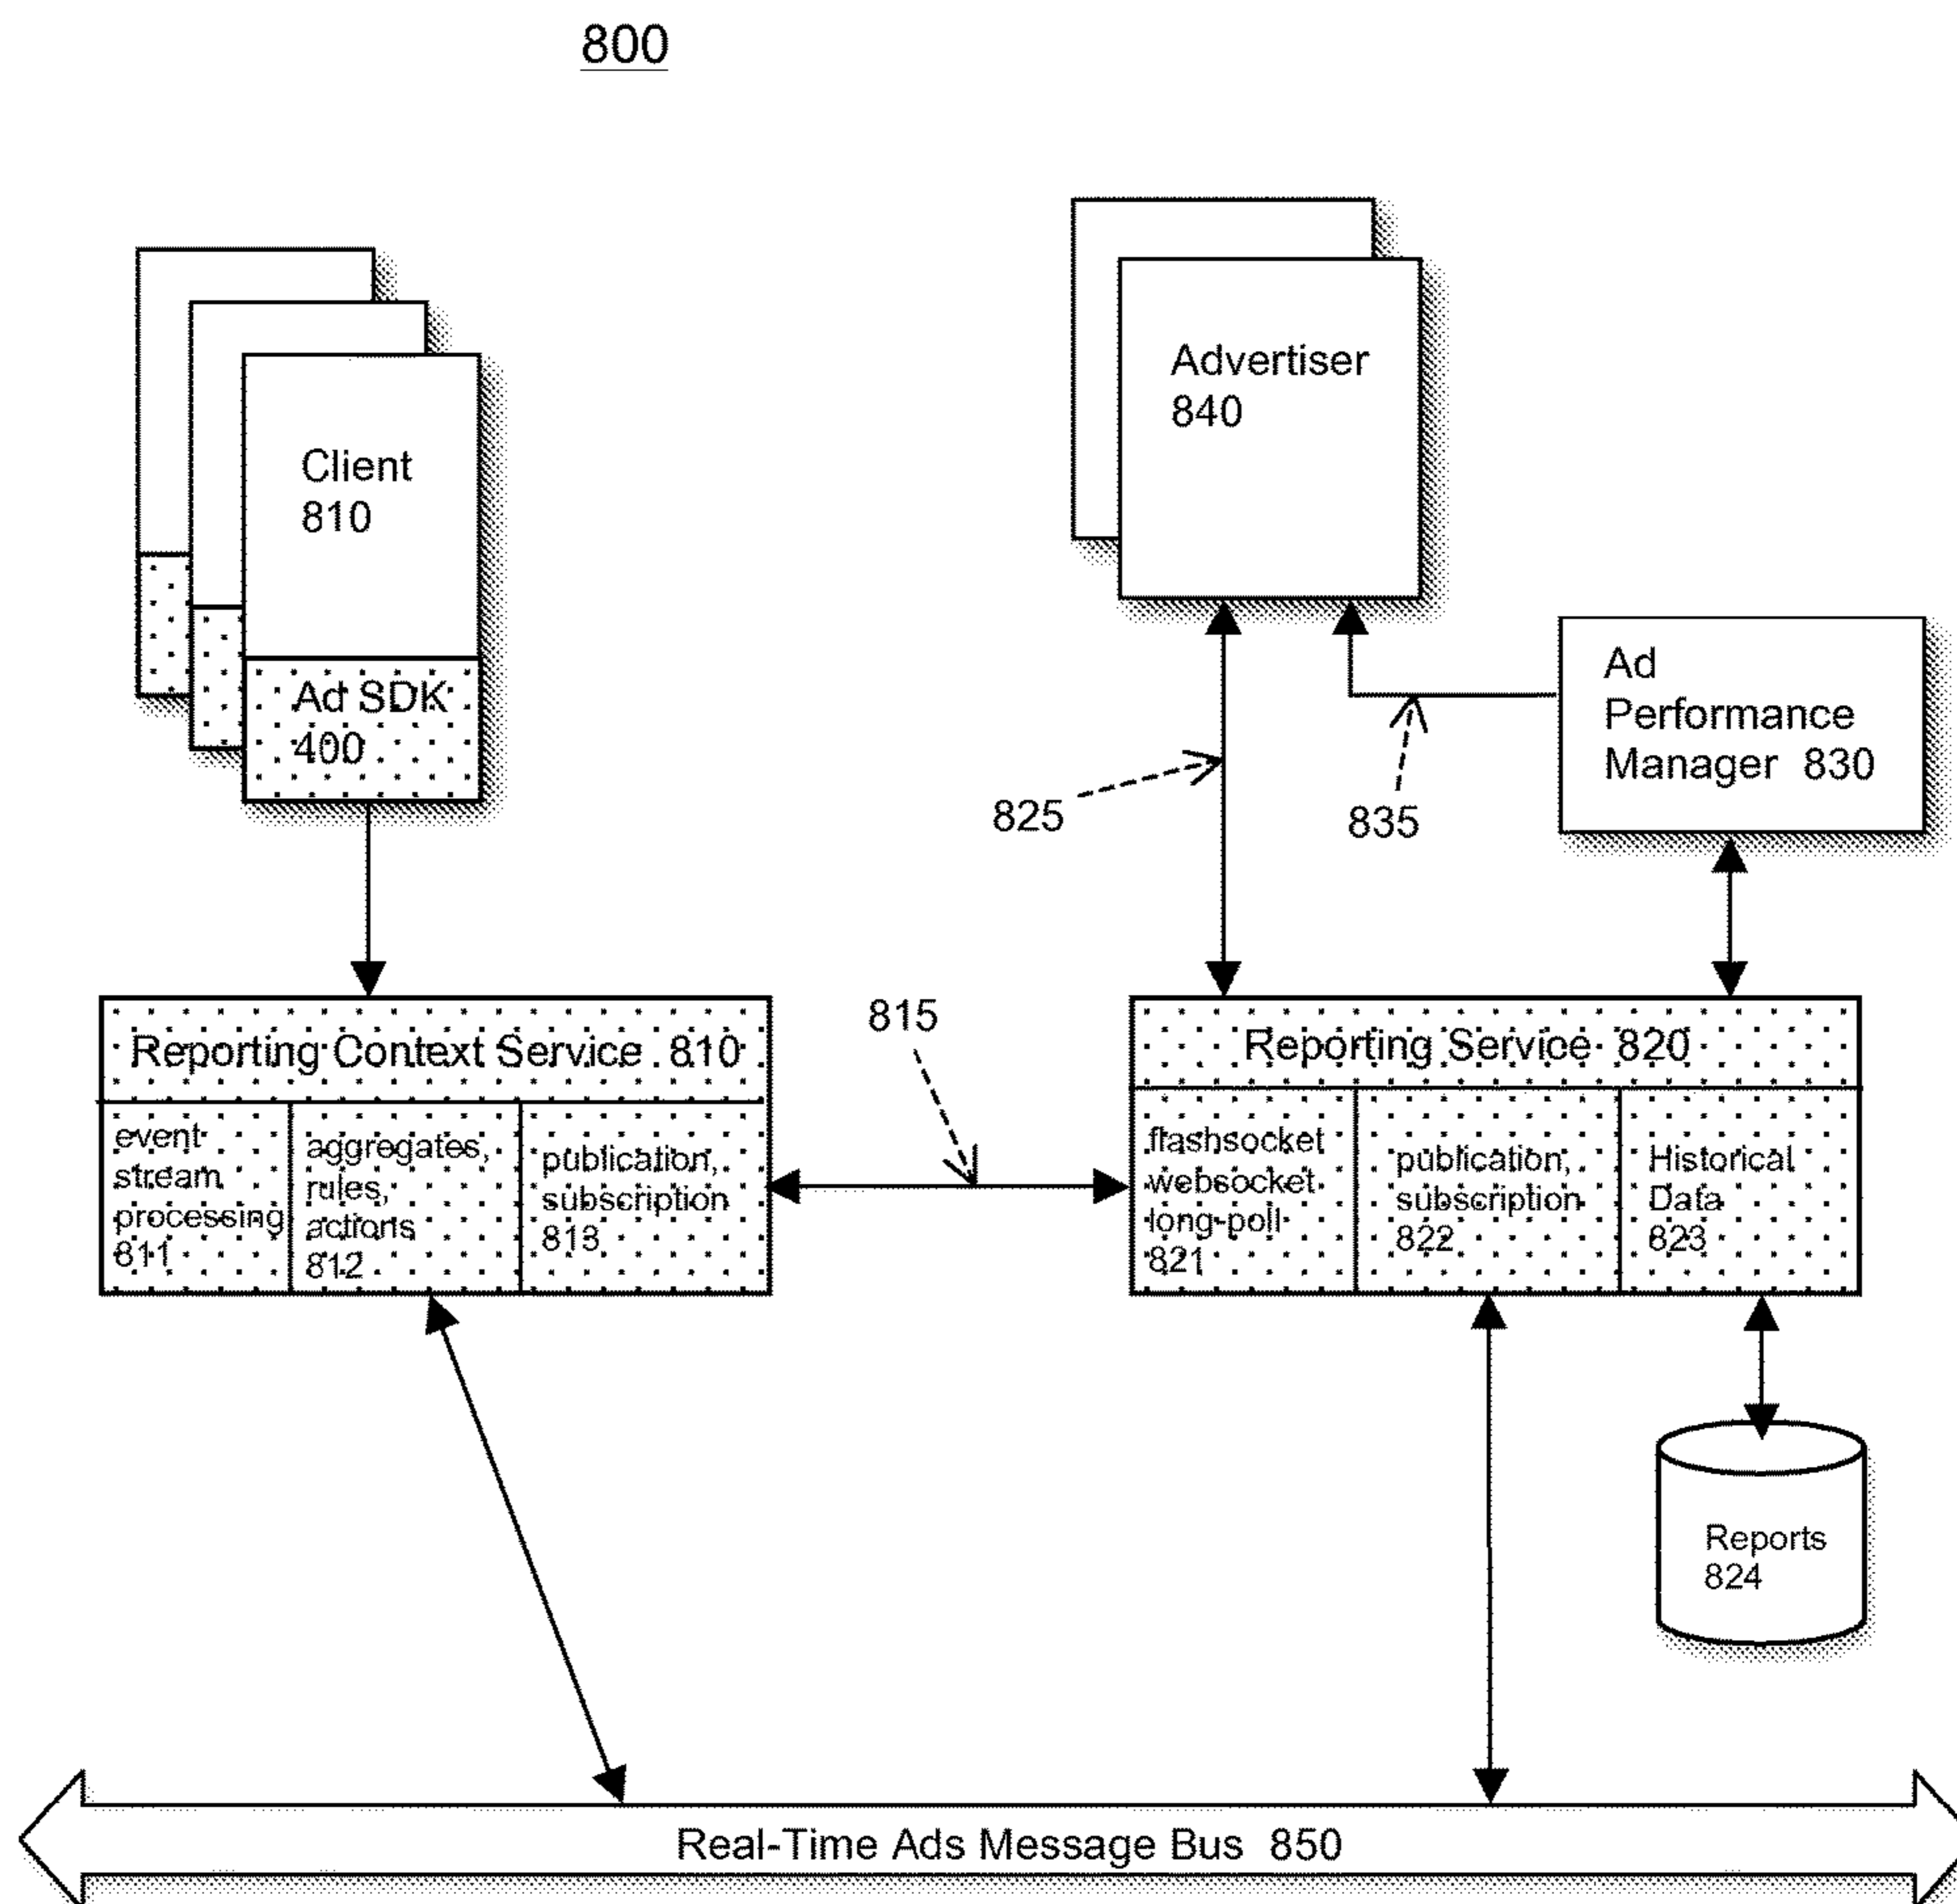 800
Client
810
Ad SDK
400
Advertiser
840
Ad
Performance
Manager 830
825
835
815
Reporting Context Service 810
event
stream
processing
811
aggregates,
rules,
actions
812
publication,
subscription
813
Reporting Service 820
flashsocket
websocket
long-poll
821
publication,
subscription
822
Historical
Data
823
Reports
824
Real-Time Ads Message Bus 850